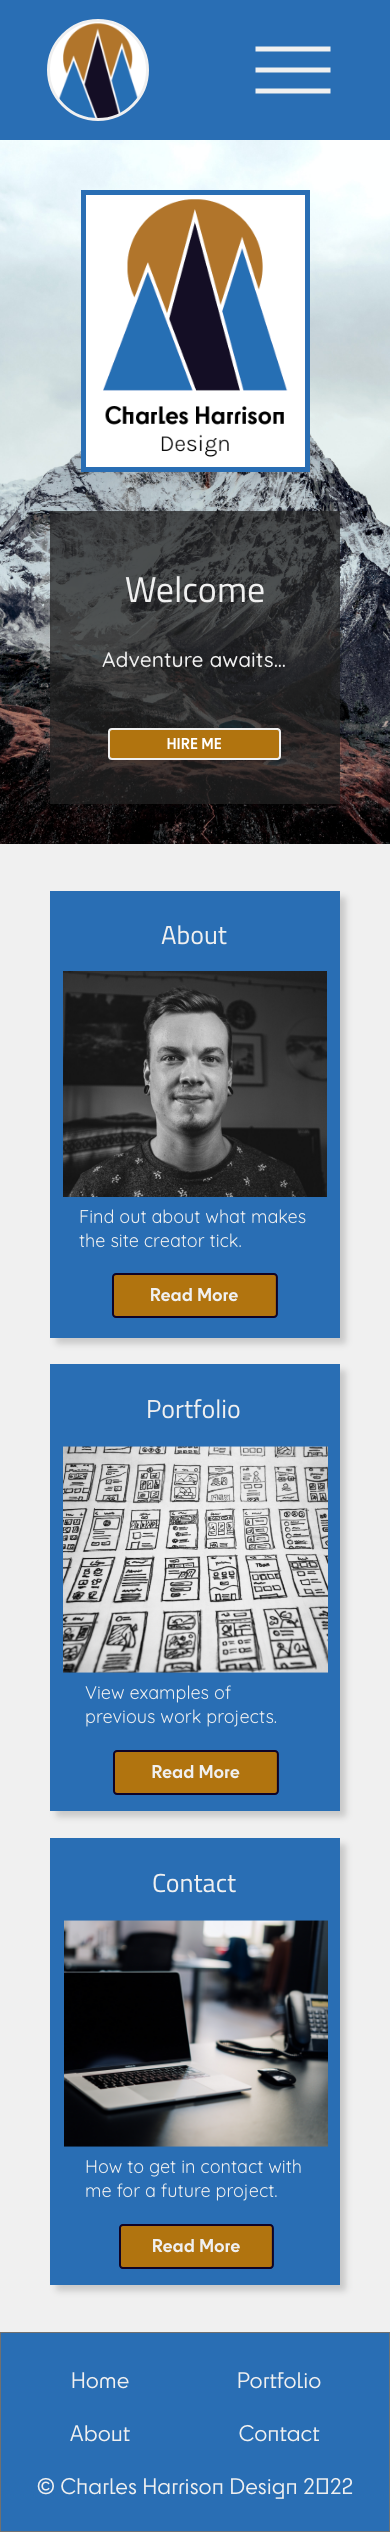 Charles Harrison
Design
Welcome
Adventure awaits...
HIRE ME
About
Find out about what makes
the site creator tick.
Read More
Portfolio
View examples of
previous work projects.
Read More
Contact
How to get in contact with
me for a future project.
Read More
Home Portfolio
About Contact
© Charles Harrison Design 2▯22